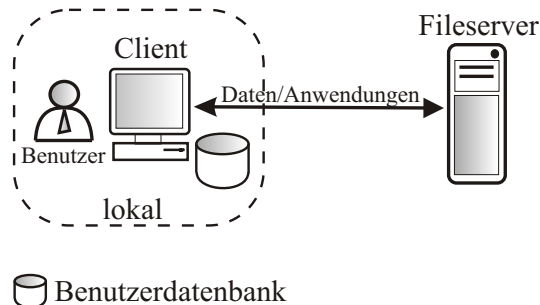 Fileserver
Client
Daten/Anwendungen
Benutzer
lokal
Benutzerdatenbank